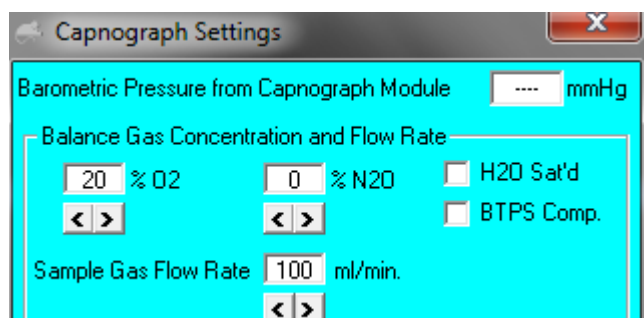 Capnograph Settings
Barometric Pressure from Capnograph Module ---- mmHg
Balance Gas Concentration and Flow Rate
20 % O2 0 % N2O H2O Sat'd
< > < > BTPS Comp.
Sample Gas Flow Rate 100 ml/min.
< >